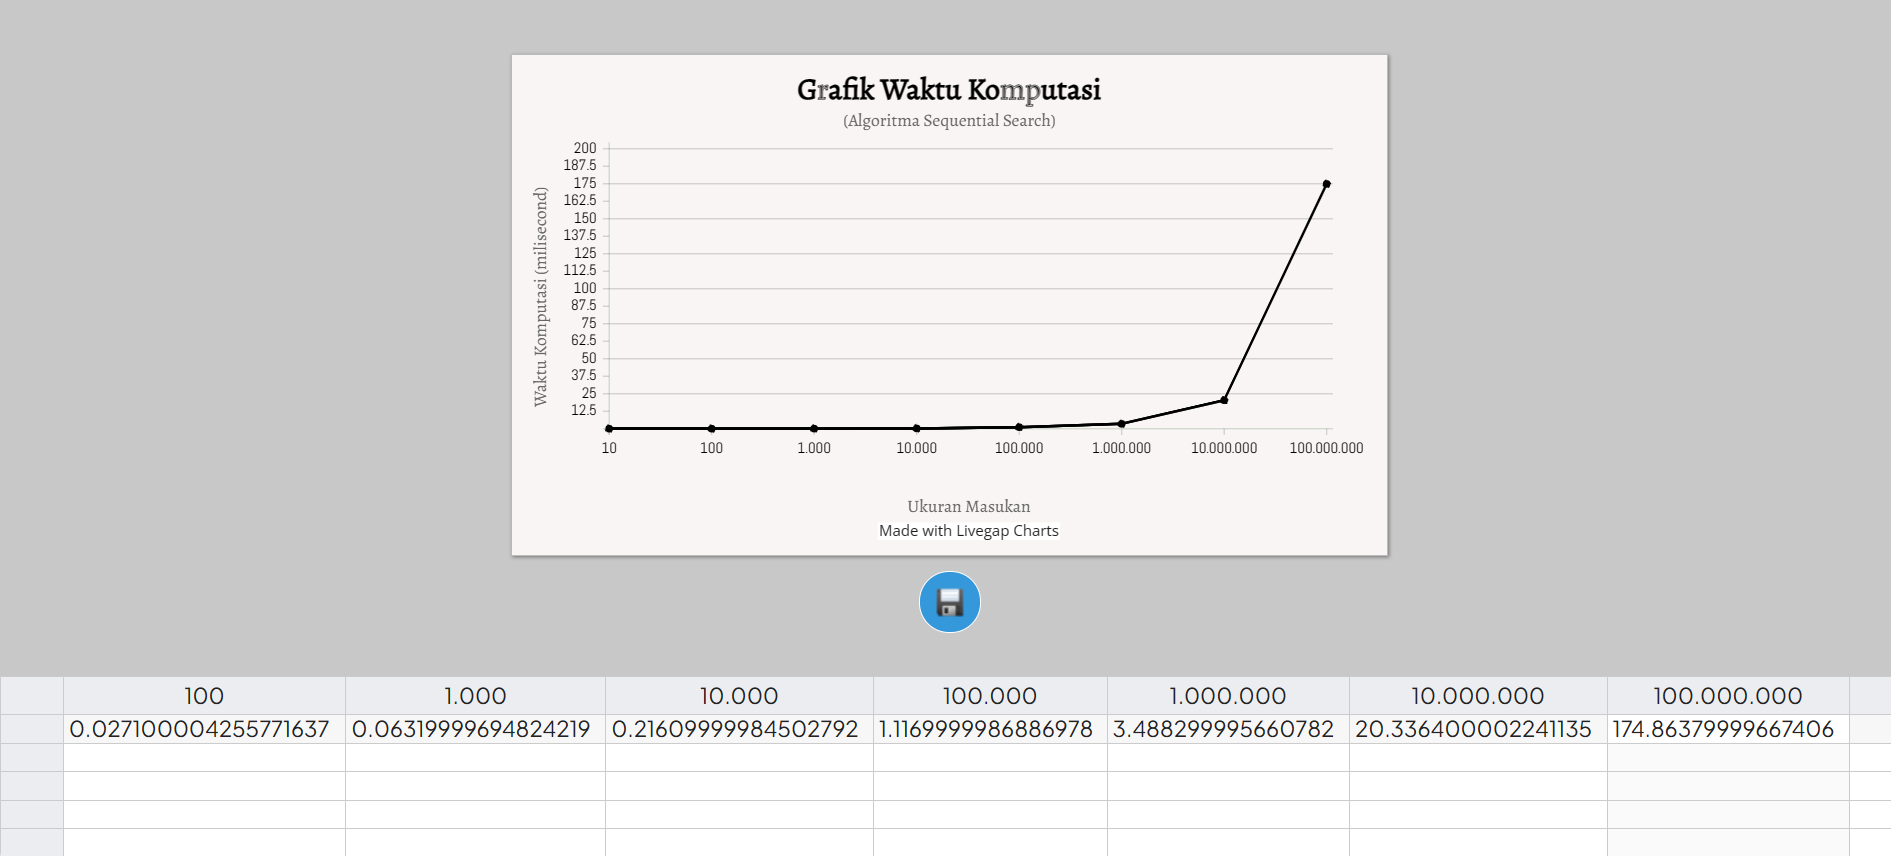 Grafik Waktu Komputasi
(Algoritma Sequential Search)
Waktu Komputasi (milisecond)
200
187.5
175
162.5
150
137.5
125
112.5
100
87.5
75
62.5
50
37.5
25
12.5
10 100 1.000 10.000 100.000 1.000.000 10.000.000 100.000.000
Ukuran Masukan
Made with Livegap Charts
100 1.000 10.000 100.000 1.000.000 10.000.000 100.000.000
0.027100004255771637 0.06319999694824219 0.21609999984502792 1.1169999986886978 3.488299995660782 20.336400002241135 174.86379999667406